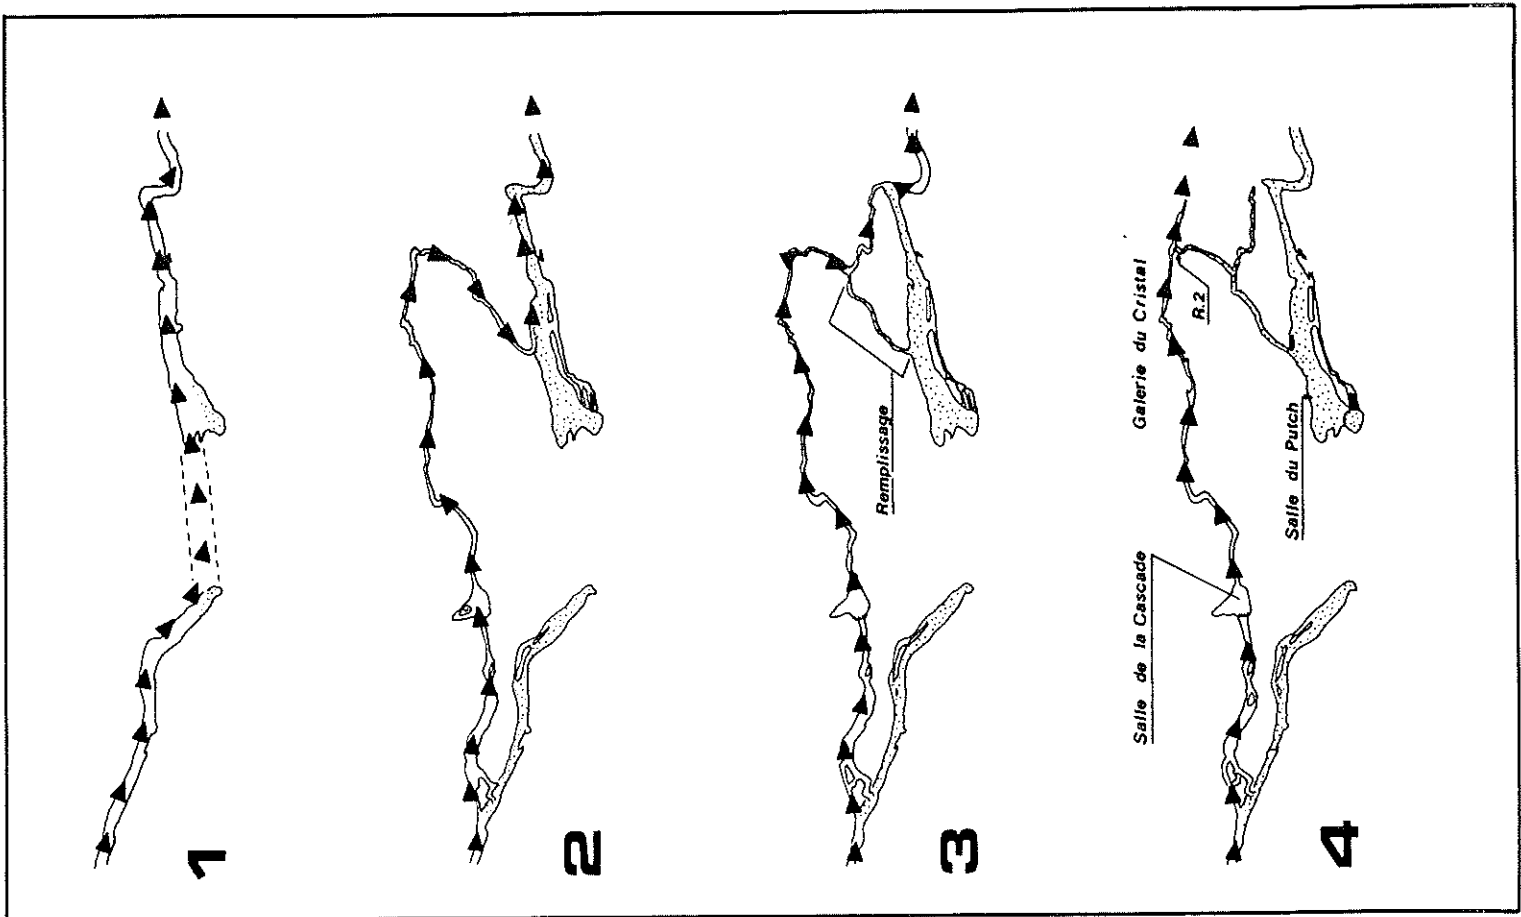 1
2
3
Remplissage
4
Salle de la Cascade
Salle du Putch
R.2
Galerie du Cristal